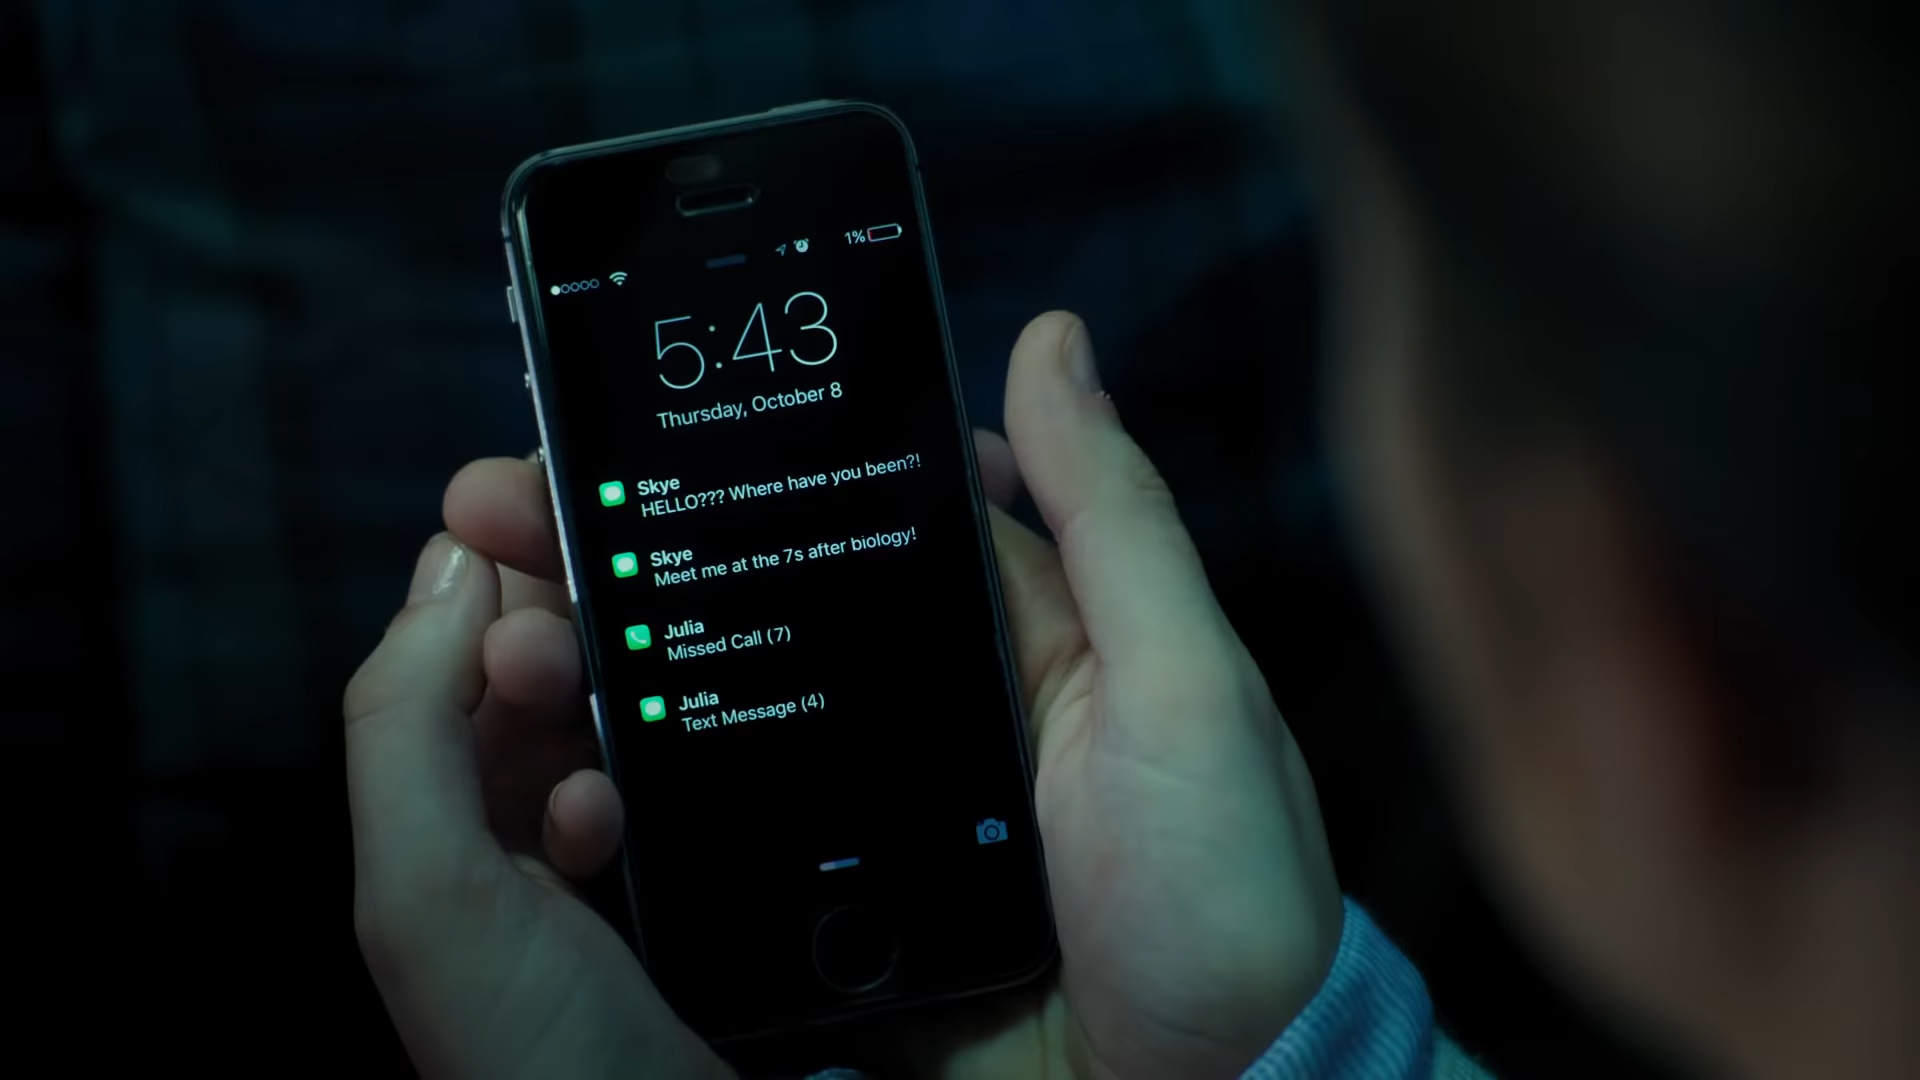 1%
5:43
Thursday, October 8
Skye
HELLO??? Where have you been?!
Skye
Meet me at the 7s after biology!
Julia
Missed Call (7)
Julia
Text Message (4)